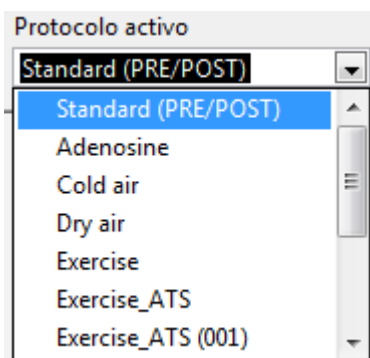 Protocolo activo
Standard (PRE/POST)
Standard (PRE/POST)
Adenosine
Cold air
Dry air
Exercise
Exercise_ATS
Exercise_ATS (001)